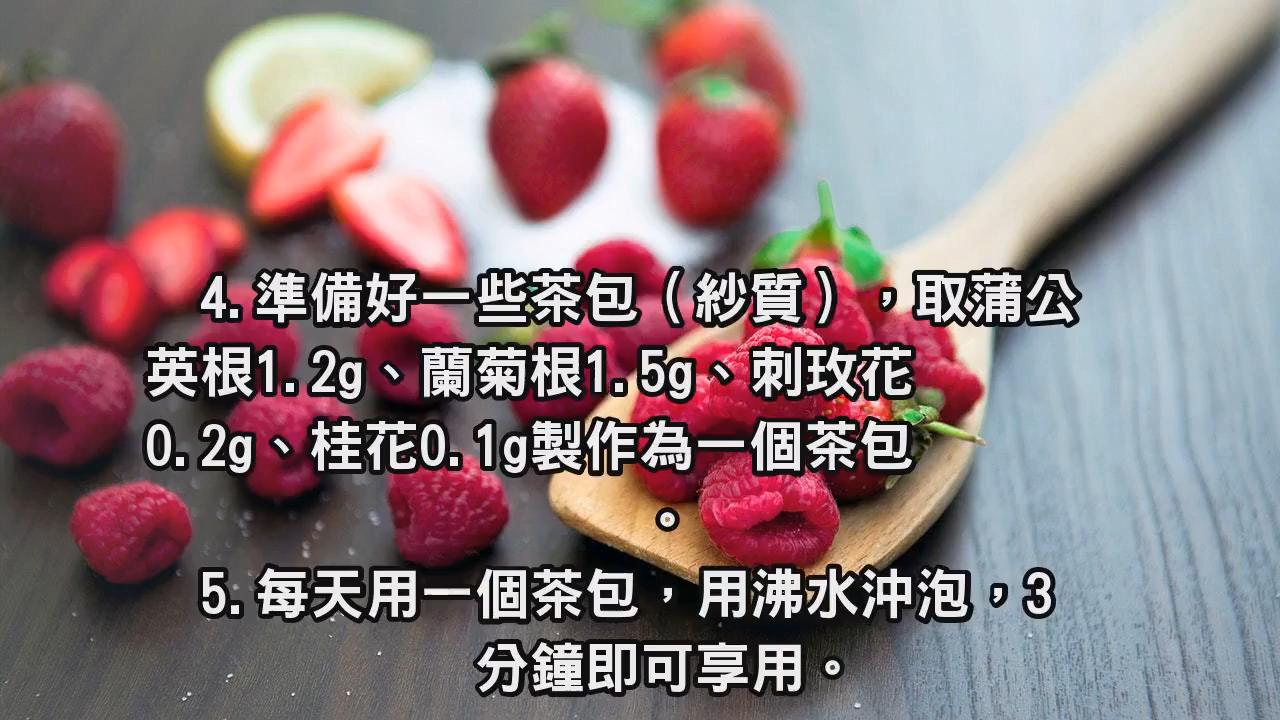 4.準備好一些茶包（紗質），取蒲公
英根1.2g、蘭菊根1.5g、刺玫花
0.2g、桂花0.1g製作為一個茶包
。
5.每天用一個茶包，用沸水沖泡，3
分鐘即可享用。